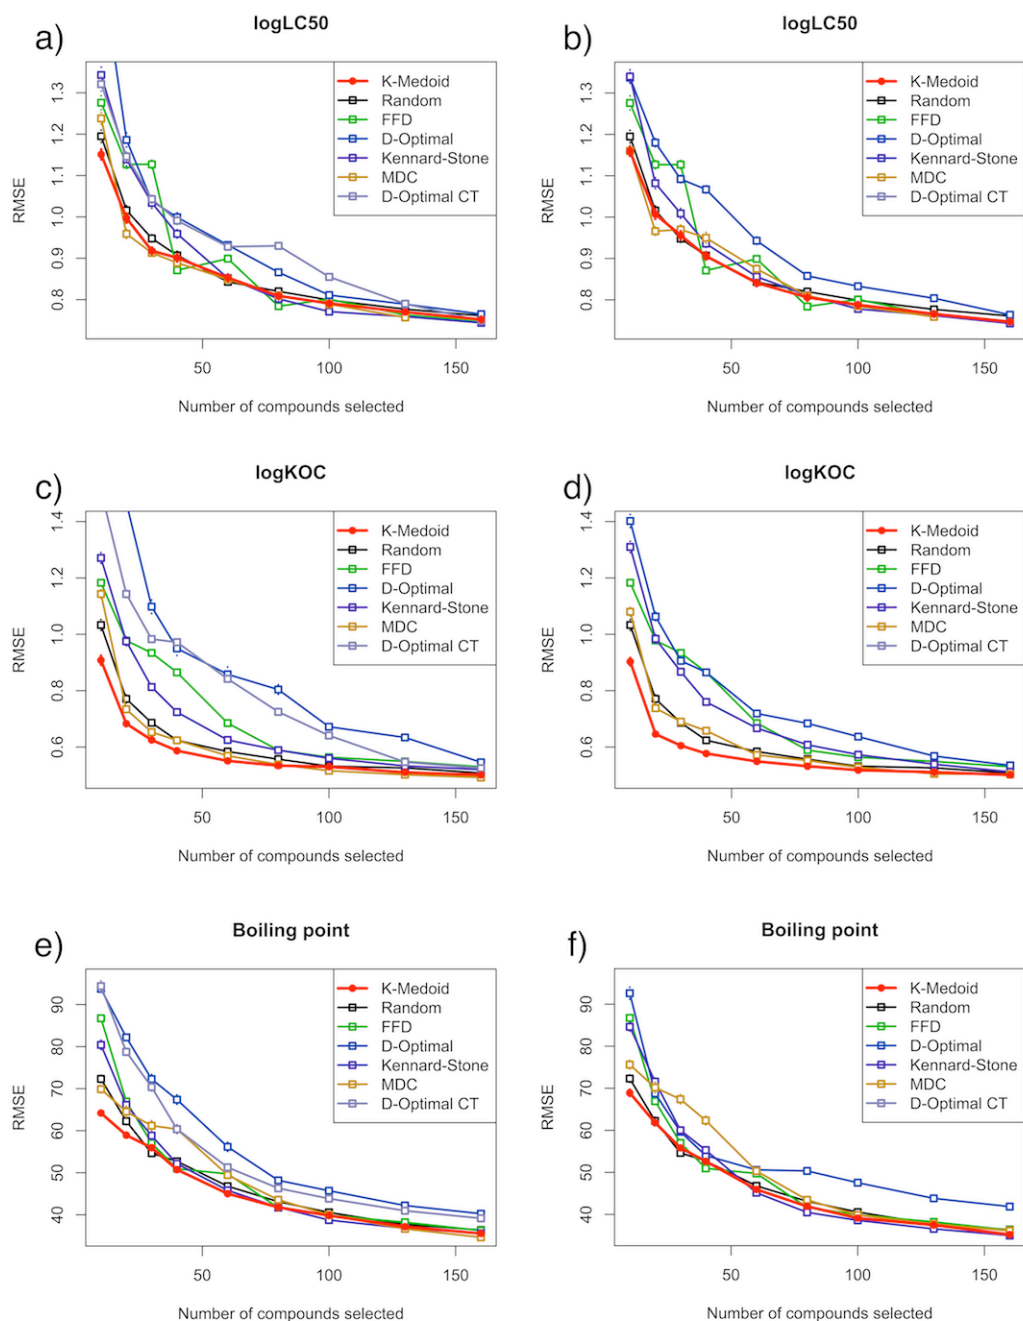 a)
logLC50
RMSE
1.3
1.2
1.1
1.0
0.9
0.8
K-Medoid
Random
FFD
D-Optimal
Kennard-Stone
MDC
D-Optimal CT
50
100
150
Number of compounds selected
b)
logLC50
RMSE
1.3
1.2
1.1
1.0
0.9
0.8
K-Medoid
Random
FFD
D-Optimal
Kennard-Stone
MDC
D-Optimal CT
50
100
150
Number of compounds selected
c)
logKOC
RMSE
1.4
1.2
1.0
0.8
0.6
K-Medoid
Random
FFD
D-Optimal
Kennard-Stone
MDC
D-Optimal CT
50
100
150
Number of compounds selected
d)
logKOC
RMSE
1.4
1.2
1.0
0.8
0.6
K-Medoid
Random
FFD
D-Optimal
Kennard-Stone
MDC
D-Optimal CT
50
100
150
Number of compounds selected
e)
Boiling point
RMSE
90
80
70
60
50
40
K-Medoid
Random
FFD
D-Optimal
Kennard-Stone
MDC
D-Optimal CT
50
100
150
Number of compounds selected
f)
Boiling point
RMSE
90
80
70
60
50
40
K-Medoid
Random
FFD
D-Optimal
Kennard-Stone
MDC
D-Optimal CT
50
100
150
Number of compounds selected